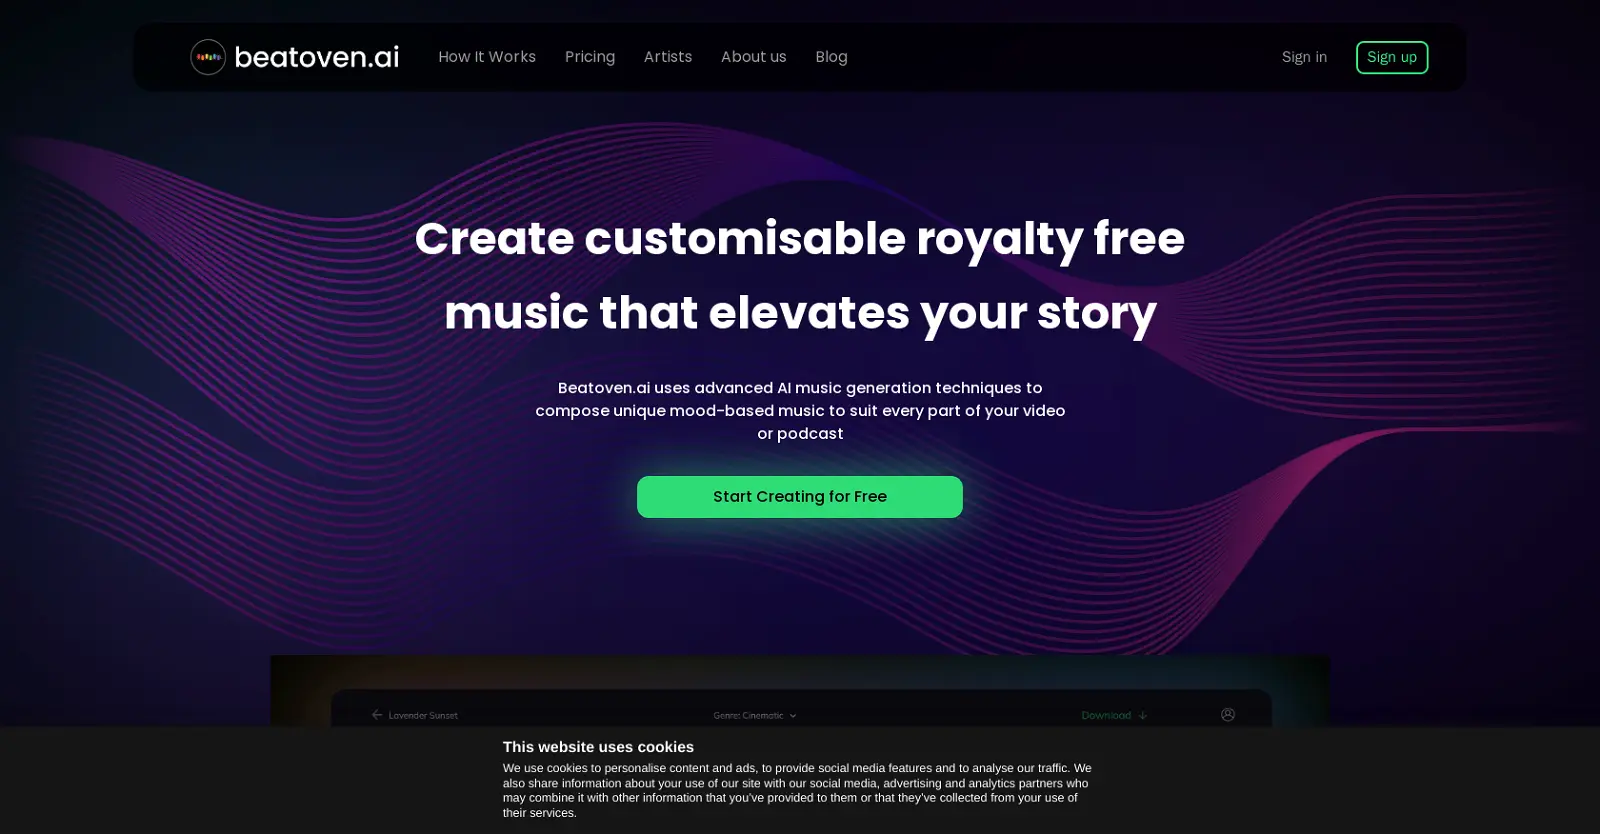 beatoven.ai
How It Works
Pricing
Artists
About us
Blog
Sign in
Sign up
Create customisable royalty free
music that elevates your story
Beatoven.ai uses advanced AI music generation techniques to
compose unique mood-based music to suit every part of your video
or podcast
Start Creating for Free
Lavender Sunset
Genre: Cinematic
Download
This website uses cookies
We use cookies to personalise content and ads, to provide social media features and to analyse our traffic. We
also share information about your use of our site with our social media, advertising and analytics partners who
may combine it with other information that you've provided to them or that they've collected from your use of
their services.